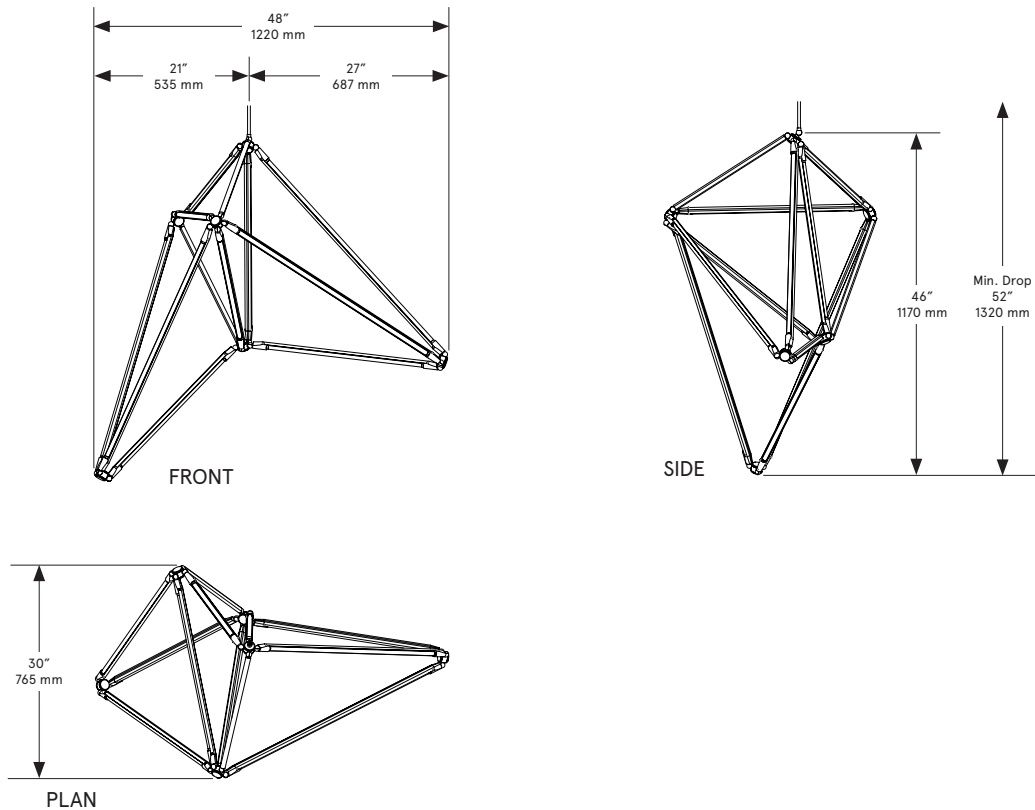 48”
1220 mm
21”
535 mm
27”
687 mm
FRONT
46”
1170 mm
Min. Drop
52”
1320 mm
SIDE
30”
765 mm
PLAN